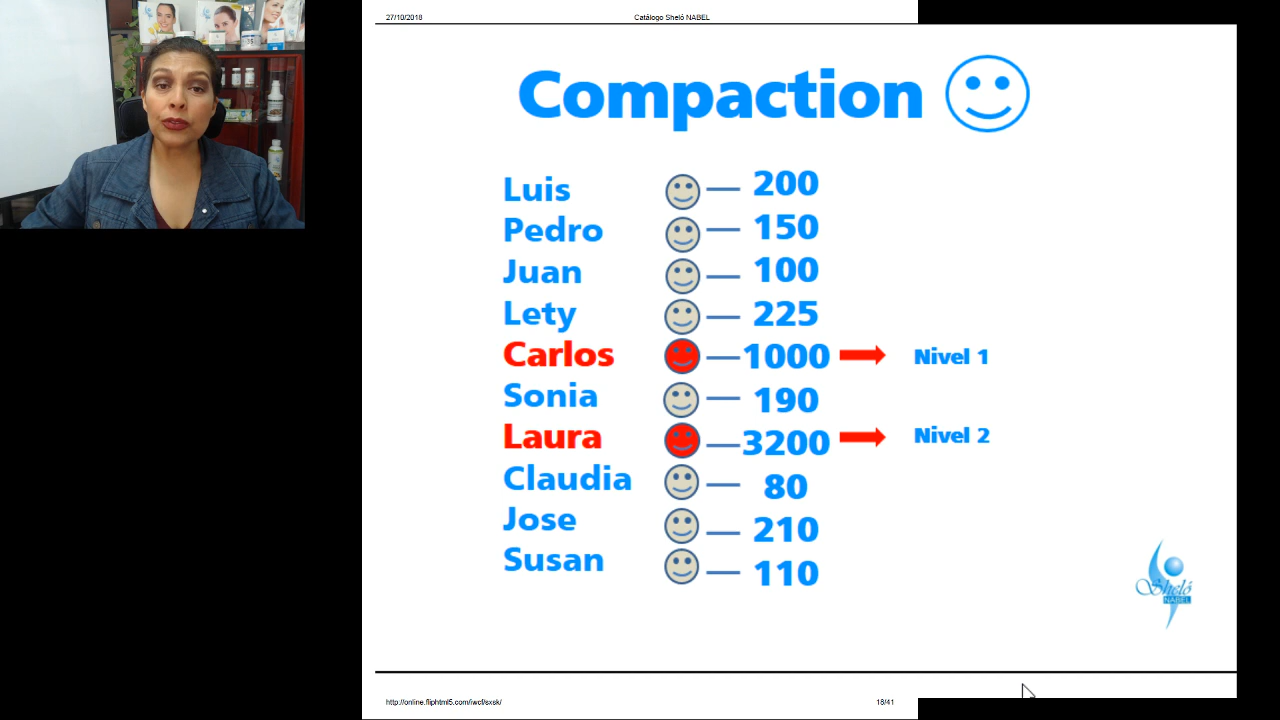 27/10/2018 Catálogo Sheló NABEL
Compaction
Luis 200
Pedro 150
Juan 100
Lety 225
Carlos 1000 Nivel 1
Sonia 190
Laura 3200 Nivel 2
Claudia 80
Jose 210
Susan 110
Sheló
NABEL
http://online.fliphtml5.com/iwcf/sxsk/ 18/41